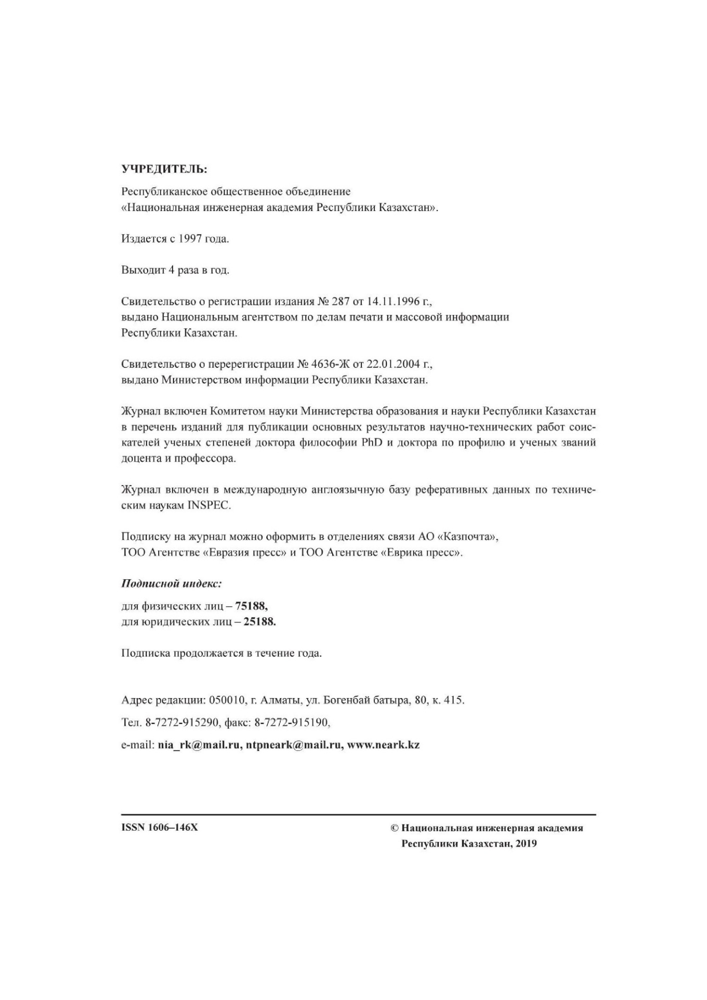 УЧРЕДИТЕЛЬ:
Республиканское общественное объединение
«Национальная инженерная академия Республики Казахстан».
Издается с 1997 года.
Выходит 4 раза в год.
Свидетельство о регистрации издания № 287 от 14.11.1996 г.,
выдано Национальным агентством по делам печати и массовой информации
Республики Казахстан.
Свидетельство о перерегистрации № 4636-Ж от 22.01.2004 г.,
выдано Министерством информации Республики Казахстан.
Журнал включен Комитетом науки Министерства образования и науки Республики Казахстан
в перечень изданий для публикации основных результатов научно-технических работ соис-
кателей ученых степеней доктора философии PhD и доктора по профилю и ученых званий
доцента и профессора.
Журнал включен в международную англоязычную базу реферативных данных по техниче-
ским наукам INSPEC.
Подписку на журнал можно оформить в отделениях связи АО «Казпочта»,
ТОО Агентстве «Евразия пресс» и ТОО Агентстве «Еврика пресс».
Подписной индекс:
для физических лиц – 75188,
для юридических лиц – 25188.
Подписка продолжается в течение года.
Адрес редакции: 050010, г. Алматы, ул. Богенбай батыра, 80, к. 415.
Тел. 8-7272-915290, факс: 8-7272-915190,
e-mail: nia_rk@mail.ru, ntpneark@mail.ru, www.neark.kz
ISSN 1606–146X
© Национальная инженерная академия
Республики Казахстан, 2019